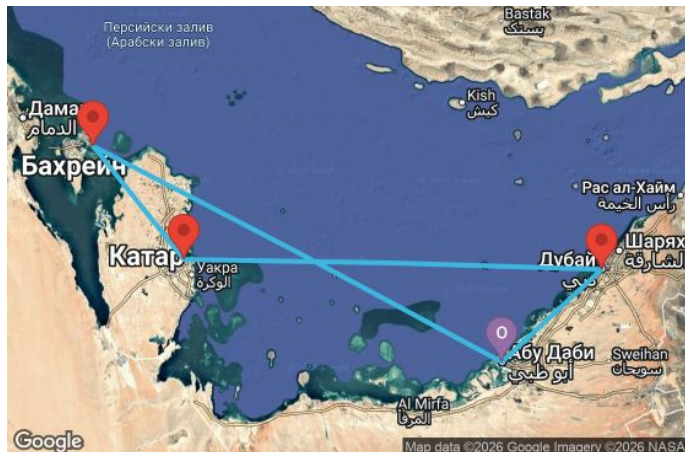 Bastak
بستک
Персийски залив
(Арабски залив)
Kish
کیش
Дама
الدمام
Бахрейн
Рас ал-Хайм
رأس الخيمة
Катар
Уакра
الوكرة
Шарях
الشارقة
Дубай
دبي
O
Абу Даби
أبو ظبي
Sweihan
سويحان
Al Mirfa
المرفأ
Google
Map data ©2026 Google Imagery ©2026 NASA